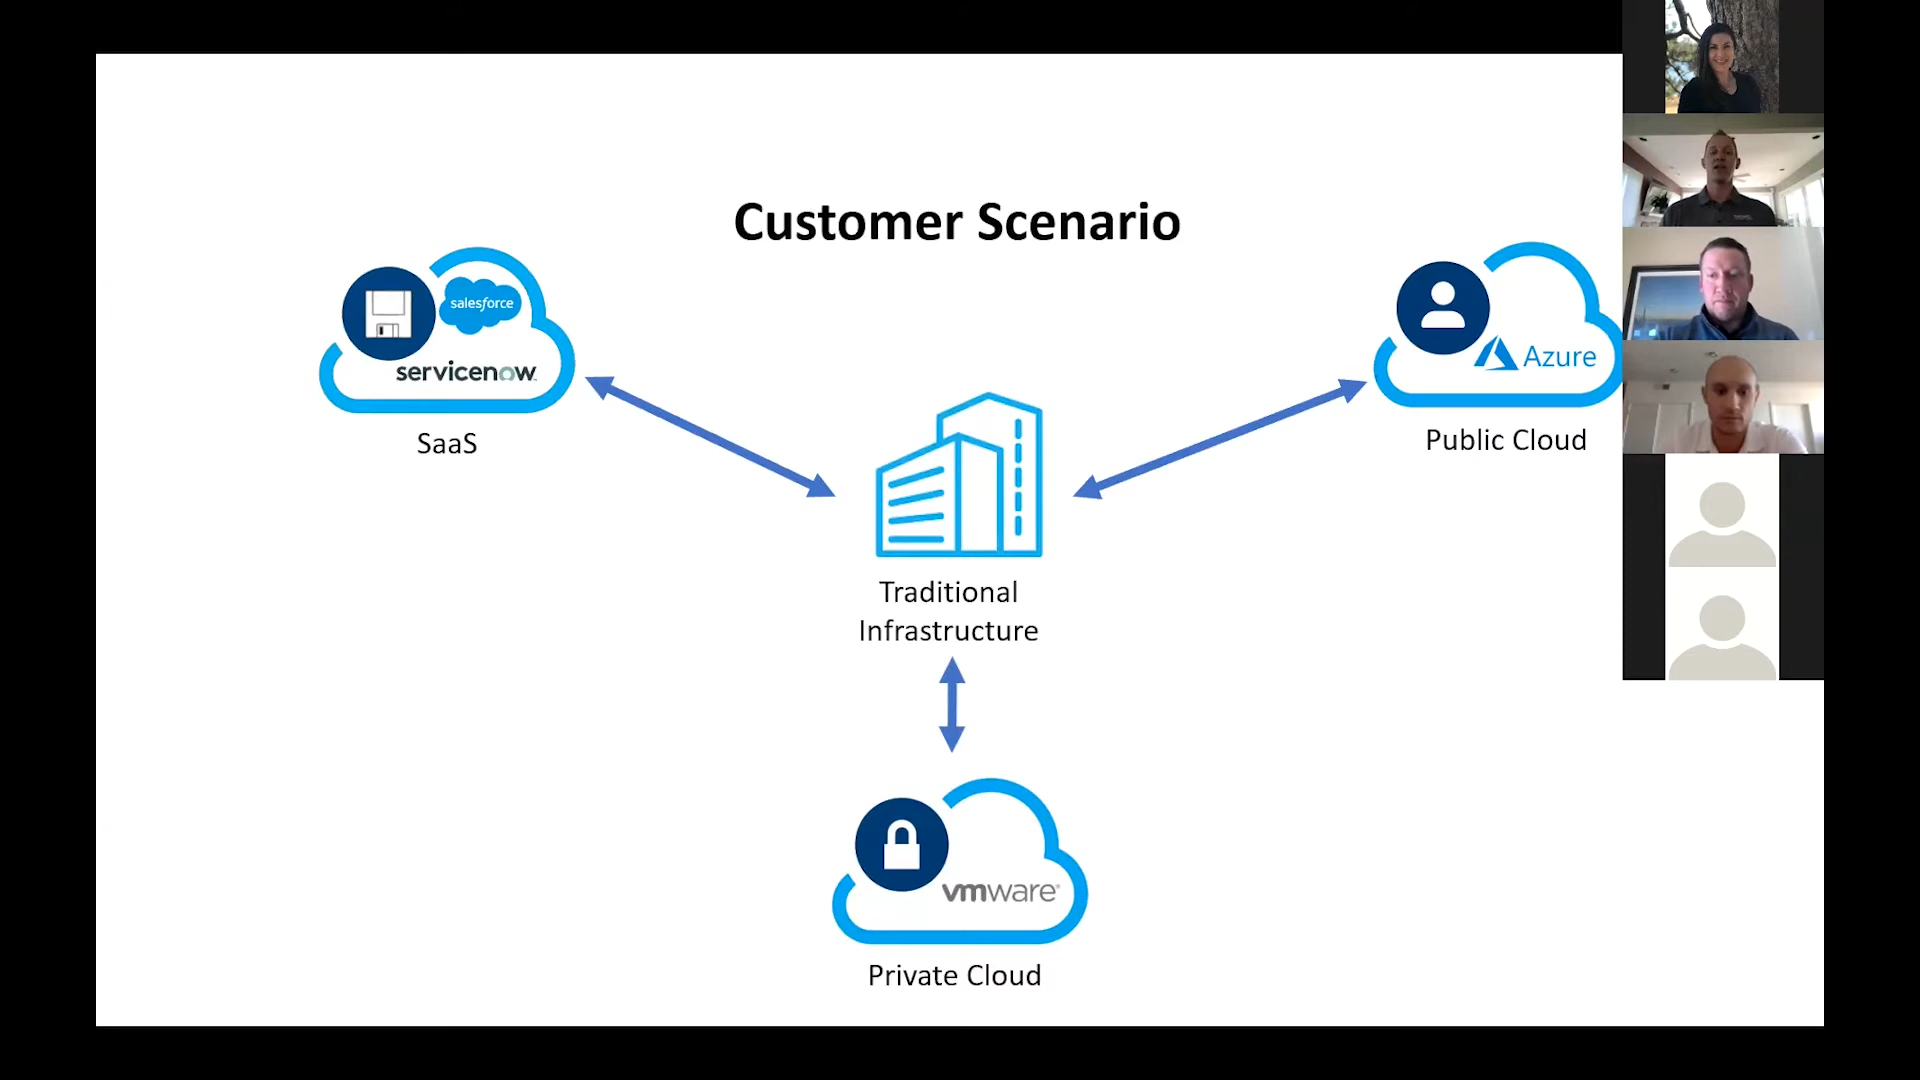 Customer Scenario
salesforce
servicenow
SaaS
Azure
Public Cloud
Traditional
Infrastructure
vmware
Private Cloud